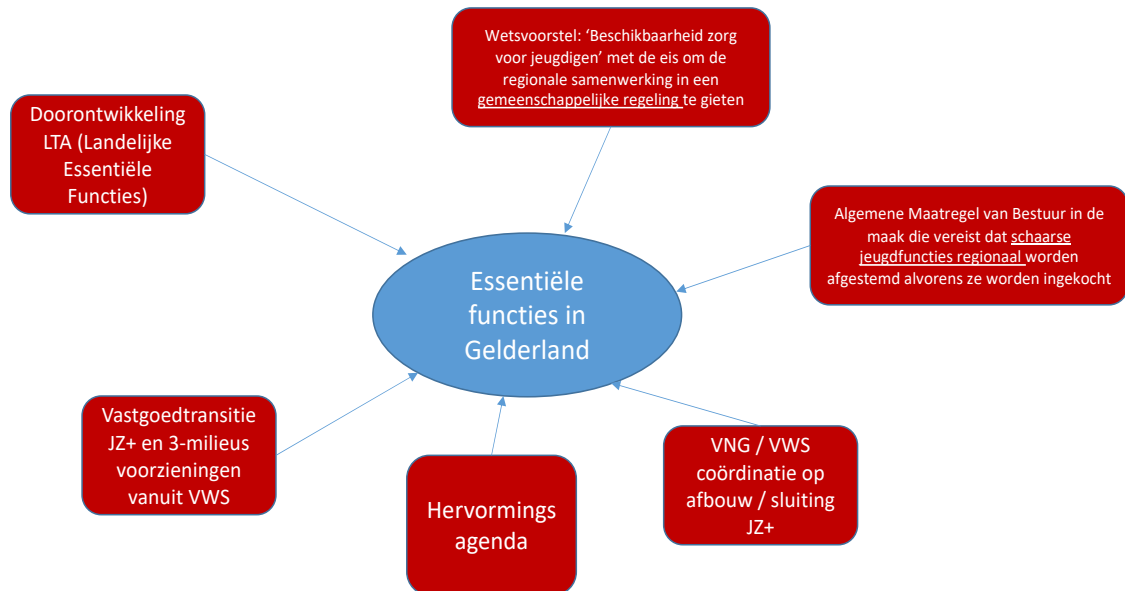 Wetsvoorstel: ‘Beschikbaarheid zorg
voor jeugdigen’ met de eis om de
regionale samenwerking in een
gemeenschappelijke regeling te gieten
Doorontwikkeling
LTA (Landelijke
Essentiële
Functies)
Algemene Maatregel van Bestuur in de
maak die vereist dat schaarse
jeugdfuncties regionaal worden
afgestemd alvorens ze worden ingekocht
Essentiële
functies in
Gelderland
Vastgoedtransitie
JZ+ en 3-milieus
voorzieningen
vanuit VWS
Hervormings
agenda
VNG / VWS
coördinatie op
afbouw / sluiting
JZ+